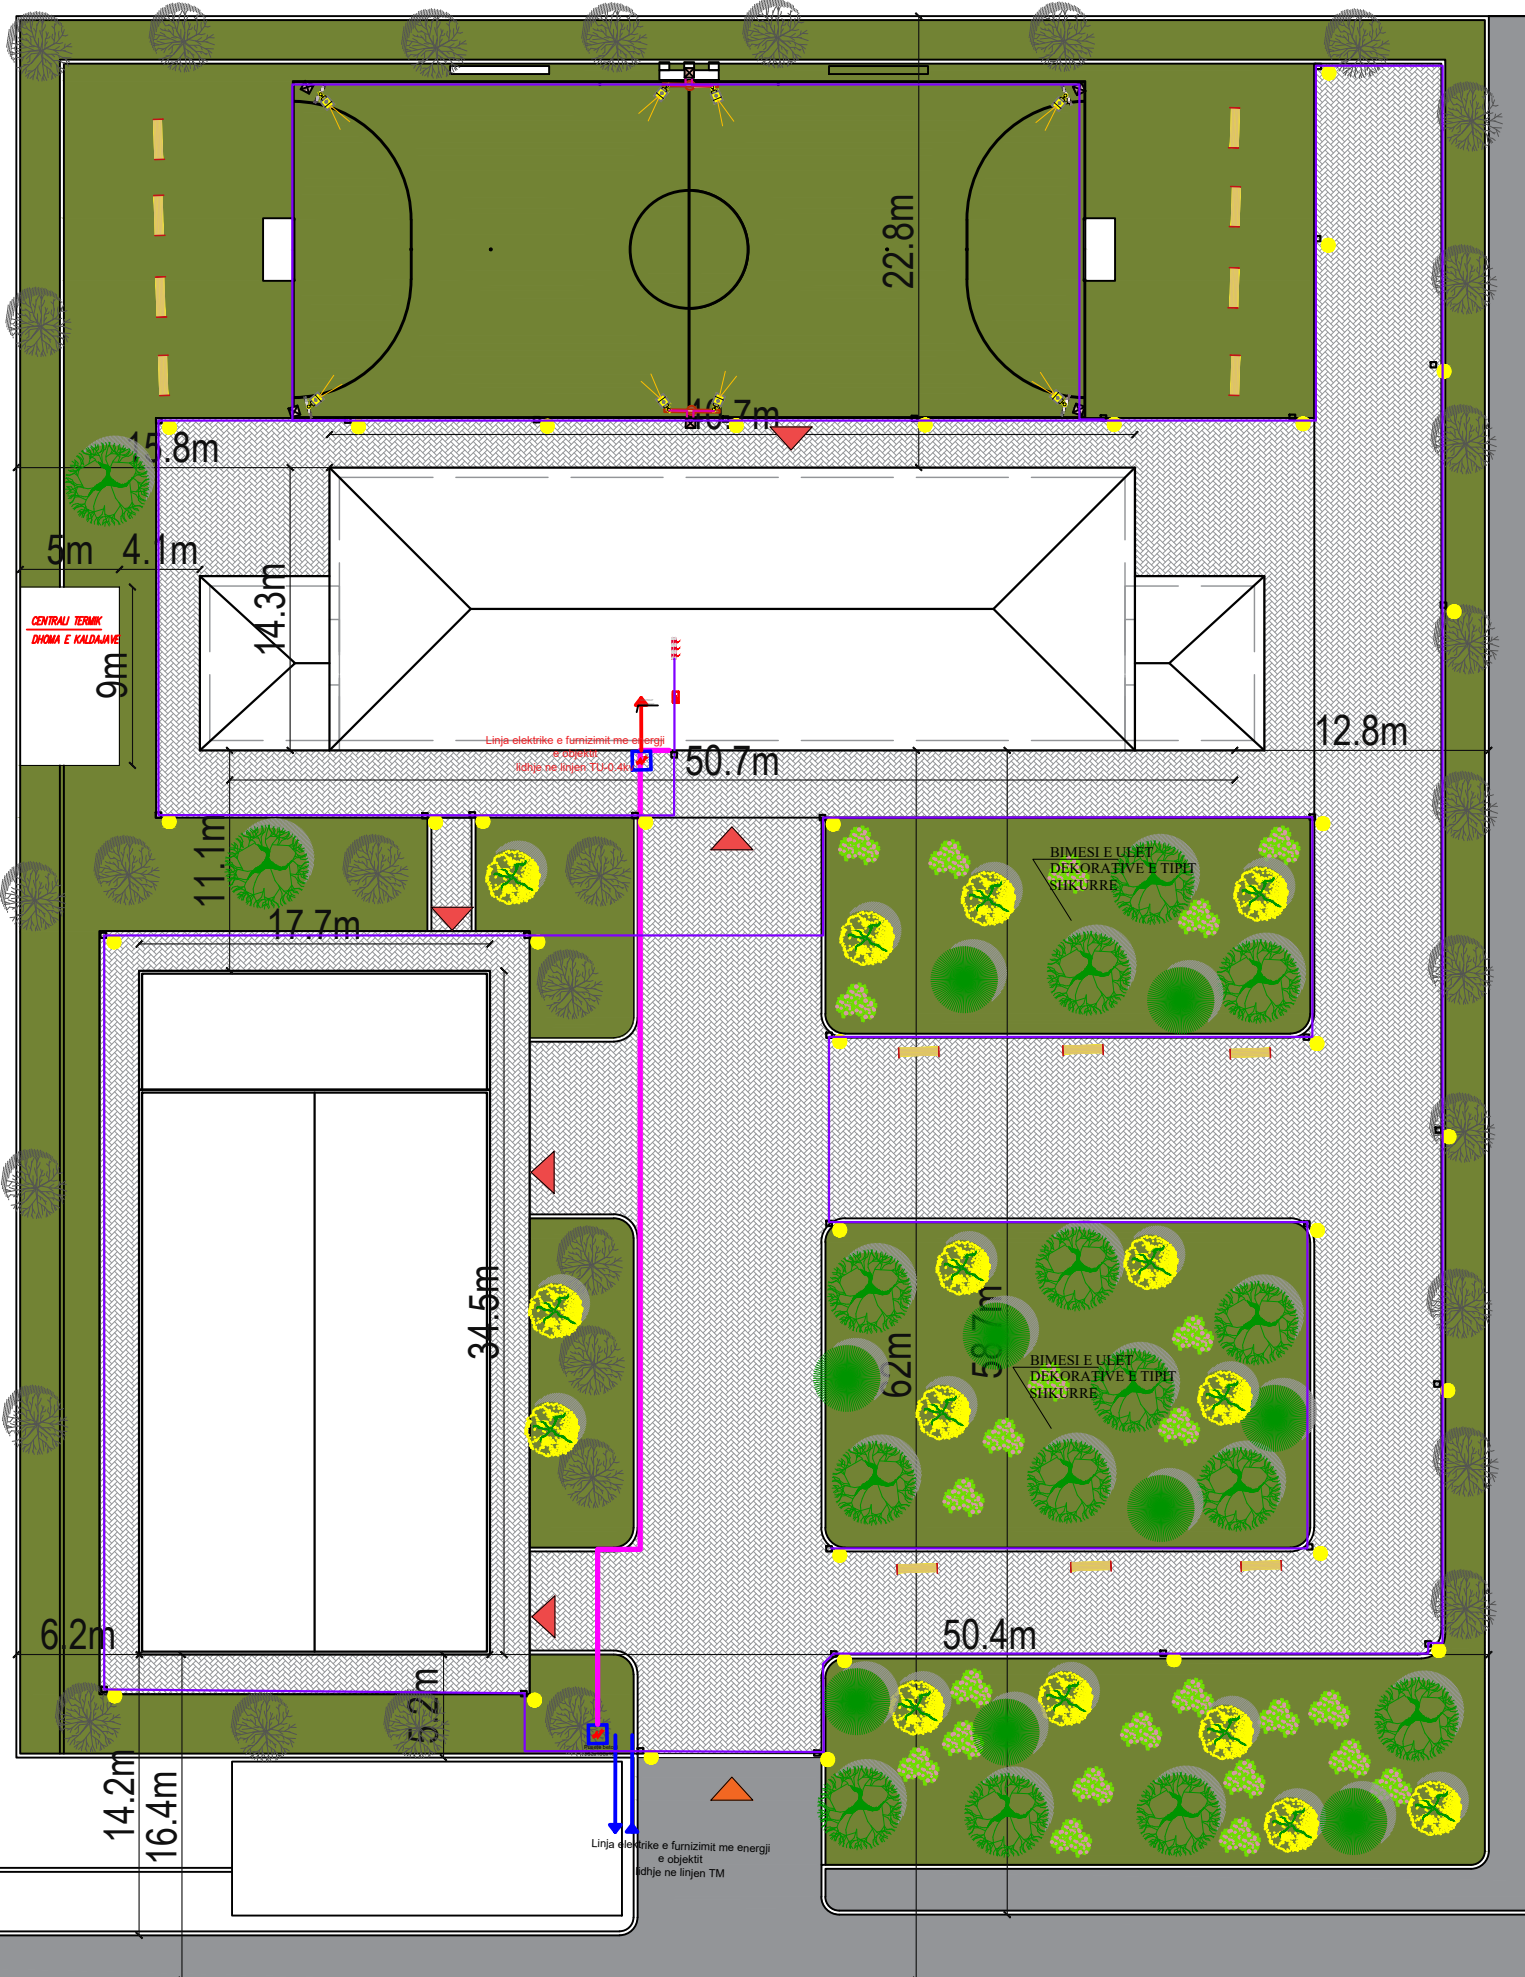 22.8m
15.8m
5m
4.1m
CENTRALI TERMIK
DHOMA E KALDAJAVE
9m
14.3m
Linja elektrike e furnizimit me energji
e objektit
lidhje ne linjen TU-0.4kv
50.7m
12.8m
11.1m
BIMESI E ULET
DEKORATIVE E TIPIT
SHKURRE
17.7m
34.5m
62m
58.7m
BIMESI E ULET
DEKORATIVE E TIPIT
SHKURRE
6.2m
50.4m
5.2m
14.2m
16.4m
Linja elektrike e furnizimit me energji
e objektit
lidhje ne linjen TM